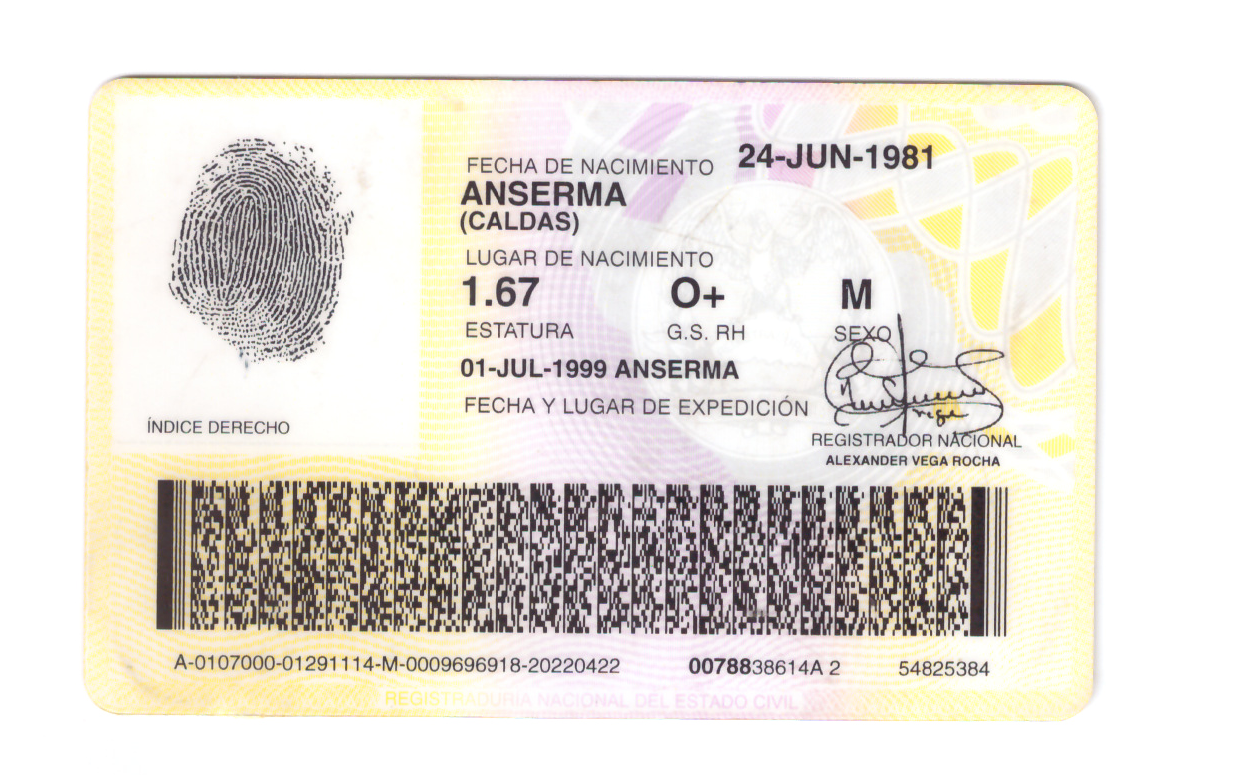 FECHA DE NACIMIENTO 24-JUN-1981
ANSERMA
(CALDAS)
LUGAR DE NACIMIENTO
1.67 O+ M
ESTATURA G.S. RH SEXO
01-JUL-1999 ANSERMA
FECHA Y LUGAR DE EXPEDICIÓN
ÍNDICE DERECHO
REGISTRADOR NACIONAL
ALEXANDER VEGA ROCHA
A-0107000-01291114-M-0009696918-20220422 0078838614A 2 54825384
REGISTRADURIA NACIONAL DEL ESTADO CIVIL